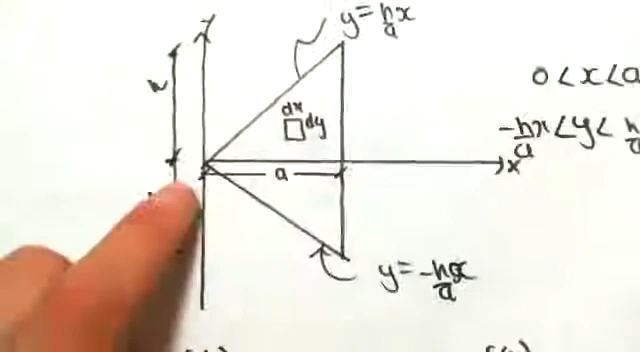 y
y = h/a x
h
0 < x < a
dx
dy
-hx/a < y < h
a
x
y = -hx/a